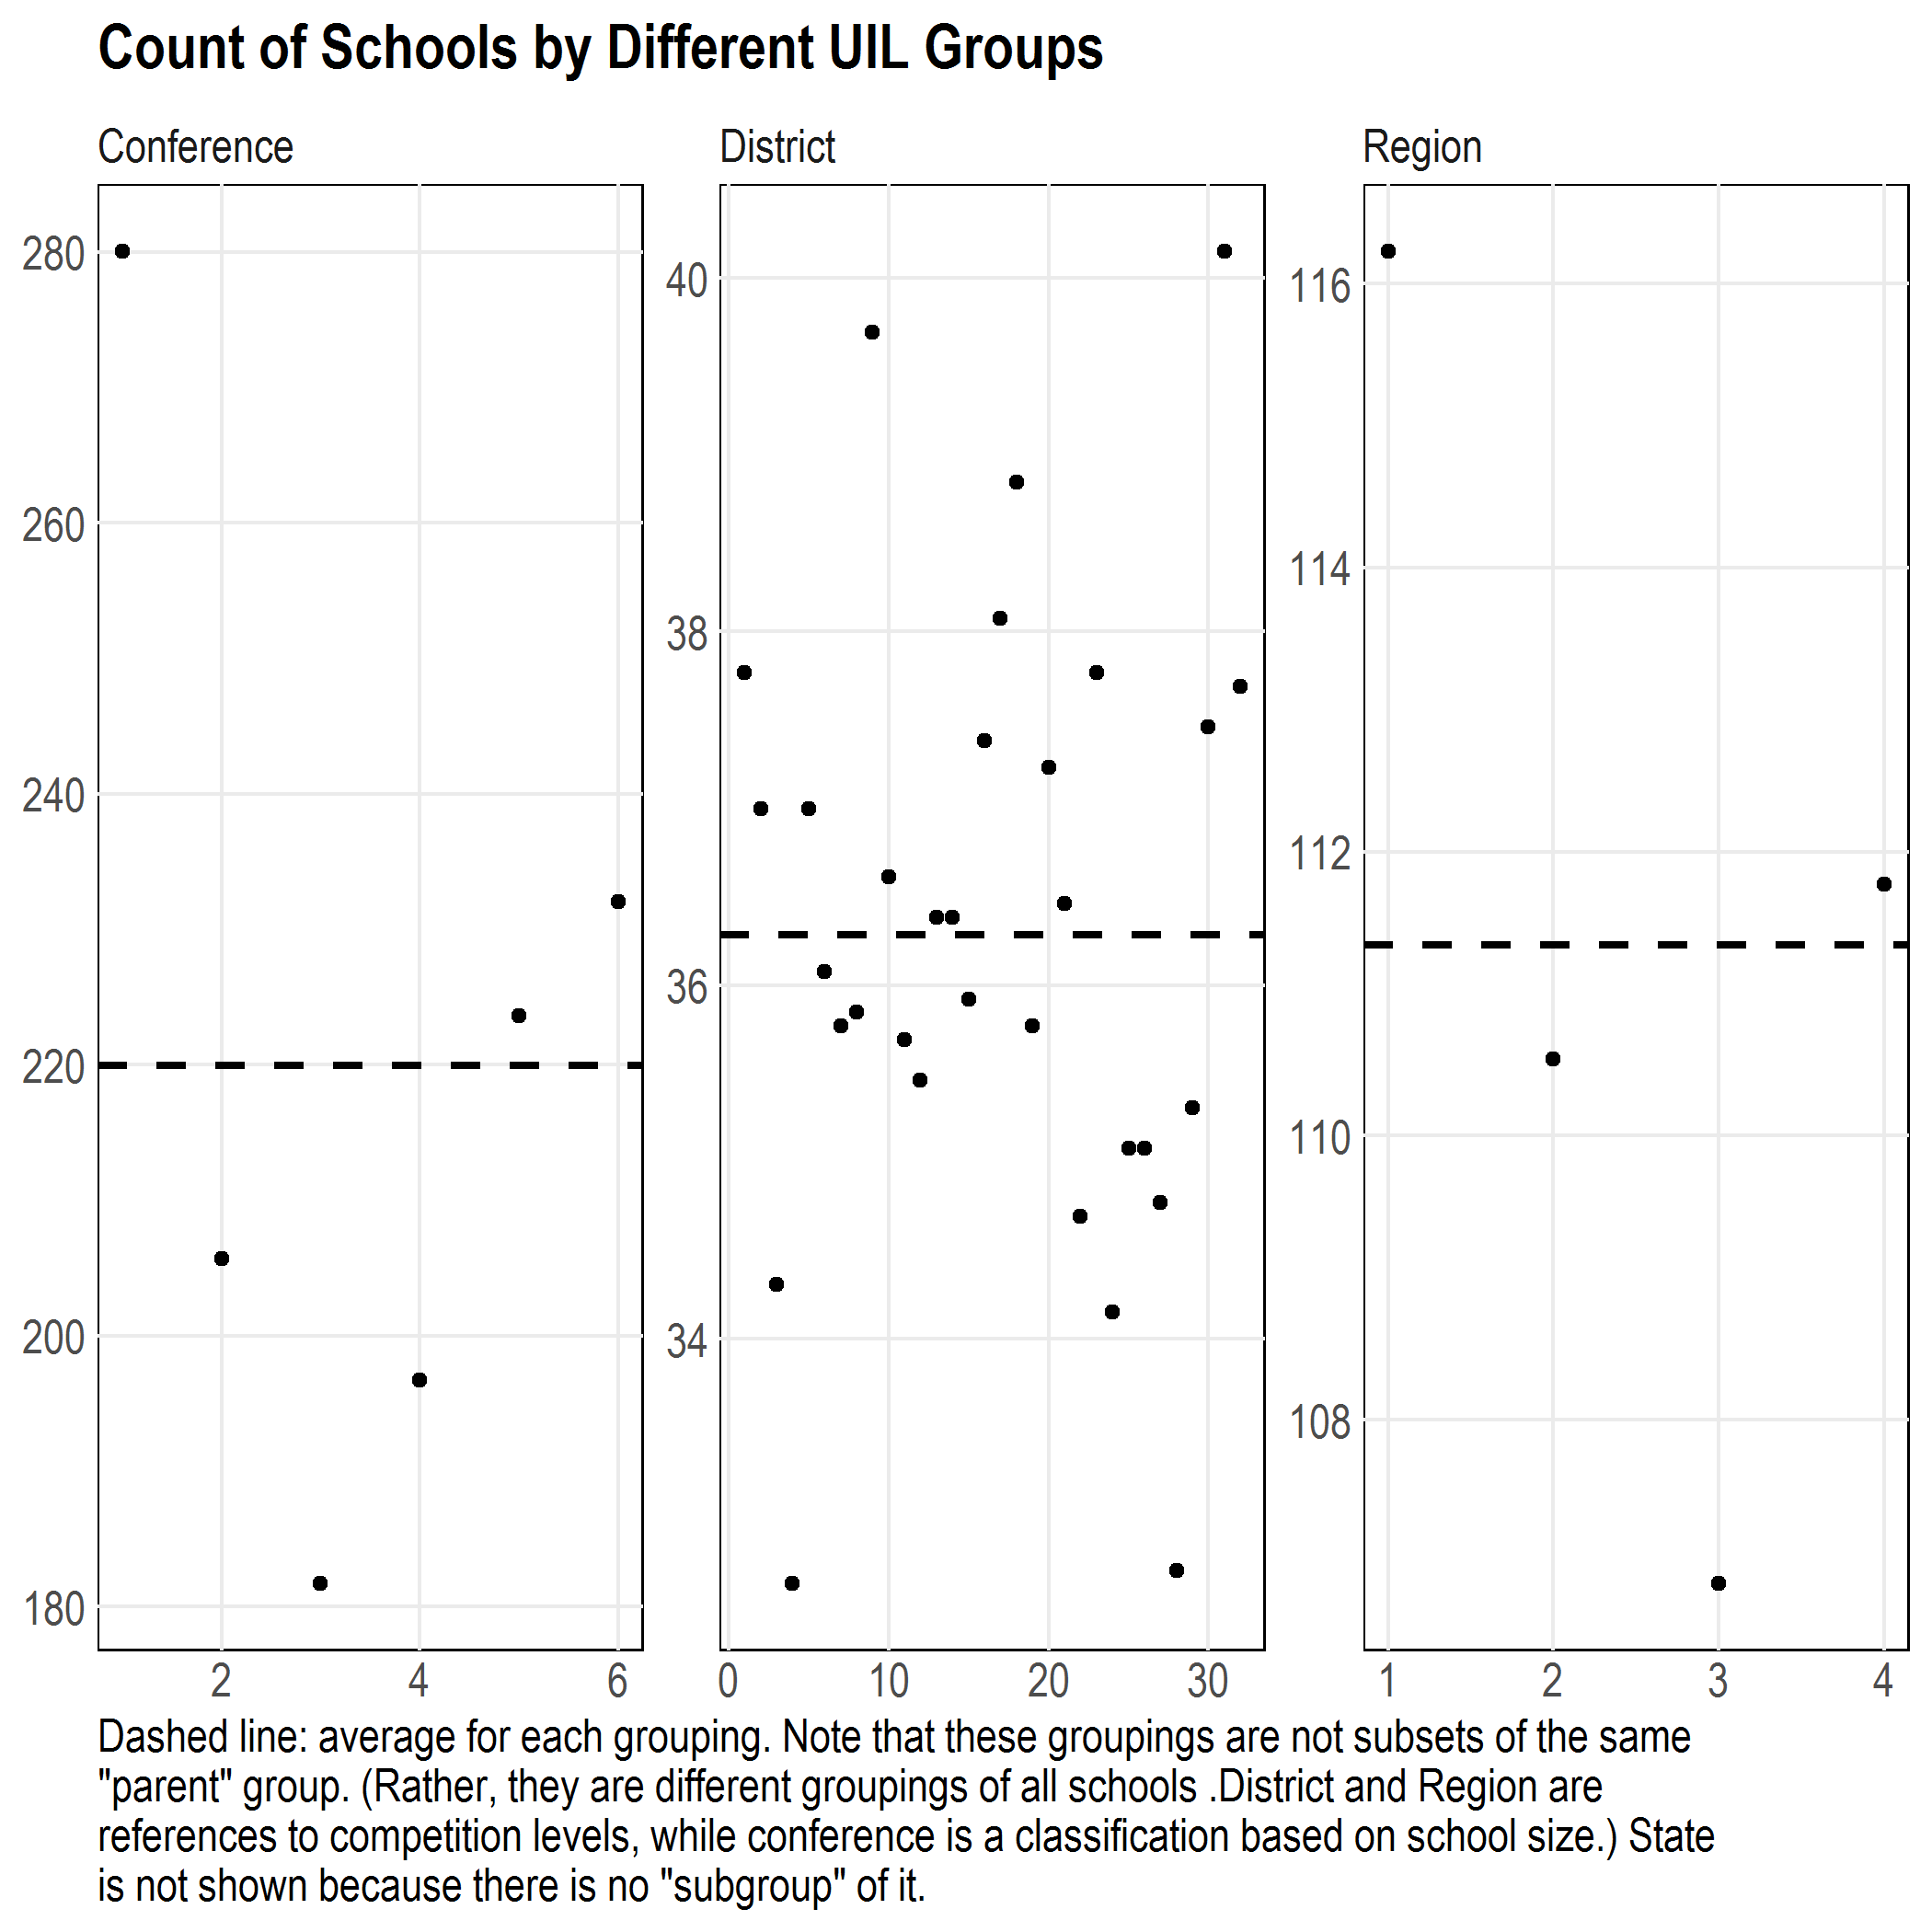 Count of Schools by Different UIL Groups
Conference
280
260
240
220
200
180
2 4 6
District
40
38
36
34
0 10 20 30
Region
116
114
112
110
108
1 2 3 4
Dashed line: average for each grouping. Note that these groupings are not subsets of the same
"parent" group. (Rather, they are different groupings of all schools .District and Region are
references to competition levels, while conference is a classification based on school size.) State
is not shown because there is no "subgroup" of it.